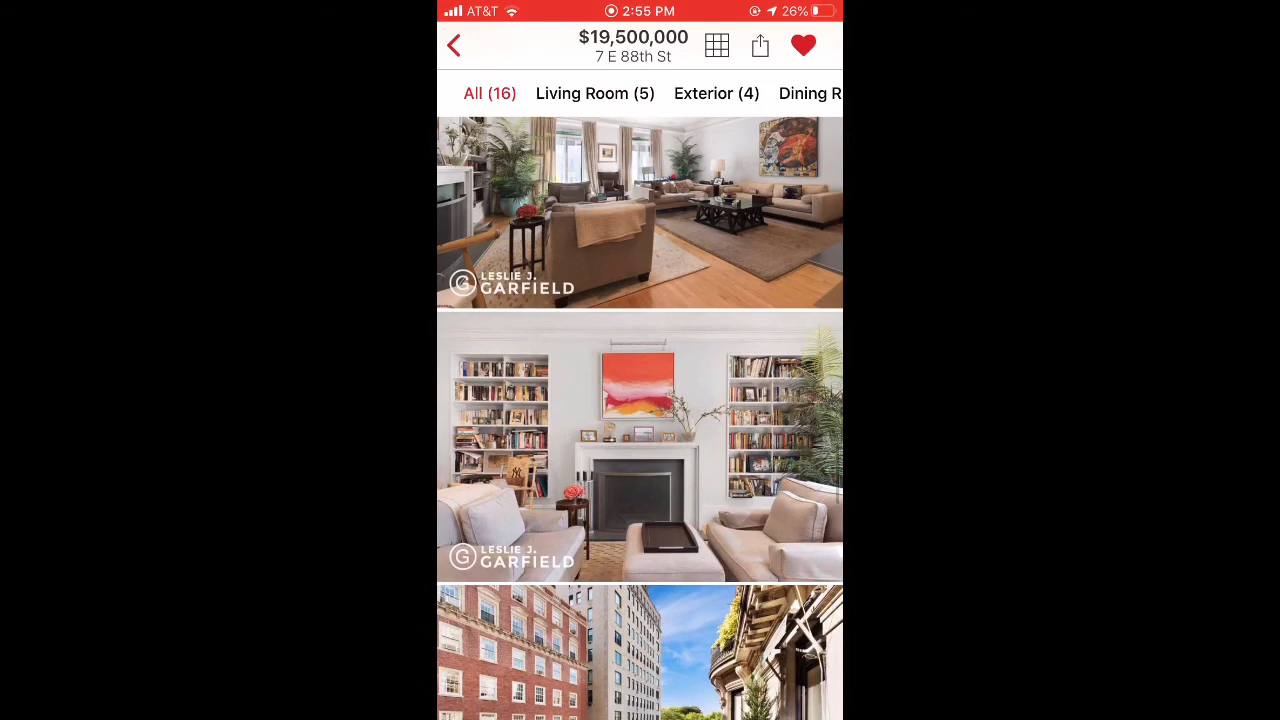 AT&T 2:55 PM 26%
$19,500,000
7 E 88th St
All (16) Living Room (5) Exterior (4) Dining R
LESLIE J.
GARFIELD
LESLIE J.
GARFIELD